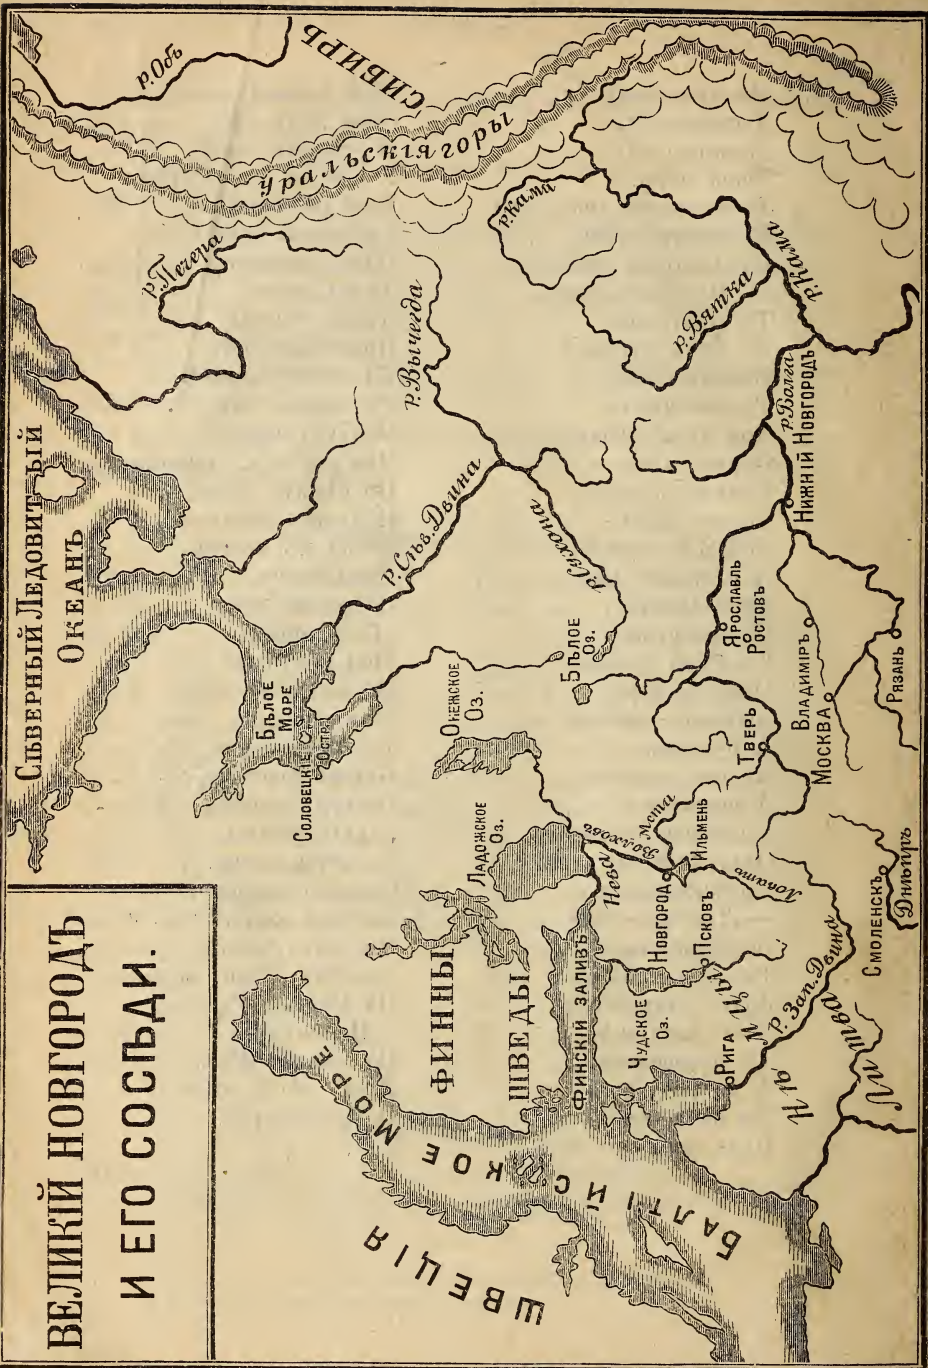 ВЕЛИКІЙ НОВГОРОДЪ
И ЕГО СОСѢДИ.
СѢВЕРНЫЙ ЛЕДОВИТЫЙ
ОКЕАНЪ
р. Обь
СИБИРЬ
Уральскія горы
р. Печера
БѢЛОЕ
МОРЕ
СОЛОВЕЦКІЕ
ОСТР.
р. Вычегда
р. Сѣв. Двина
р. Сухона
р. Кама
р. Вятка
р. Кама
р. Волга
НИЖНІЙ НОВГОРОДЪ
БѢЛОЕ
ОЗ.
ОНЕЖСКОЕ
ОЗ.
ЛАДОЖСКОЕ
ОЗ.
ЯРОСЛАВЛЬ
РОСТОВЪ
ВЛАДИМІРЪ
МОСКВА
РЯЗАНЬ
ТВЕРЬ
Мста
Волховъ
ИЛЬМЕНЬ
Нева
НОВГОРОДЪ
ПСКОВЪ
Ловать
СМОЛЕНСКЪ
Днѣпръ
ФИННЫ
ШВЕДЫ
ФИНСКІЙ ЗАЛИВЪ
ЧУДСКОЕ
ОЗ.
РИГА
Р. Зап. Двина
НѢМЦЫ
Литва
БАЛТІЙСКОЕ МОРЕ
ШВЕЦІЯ